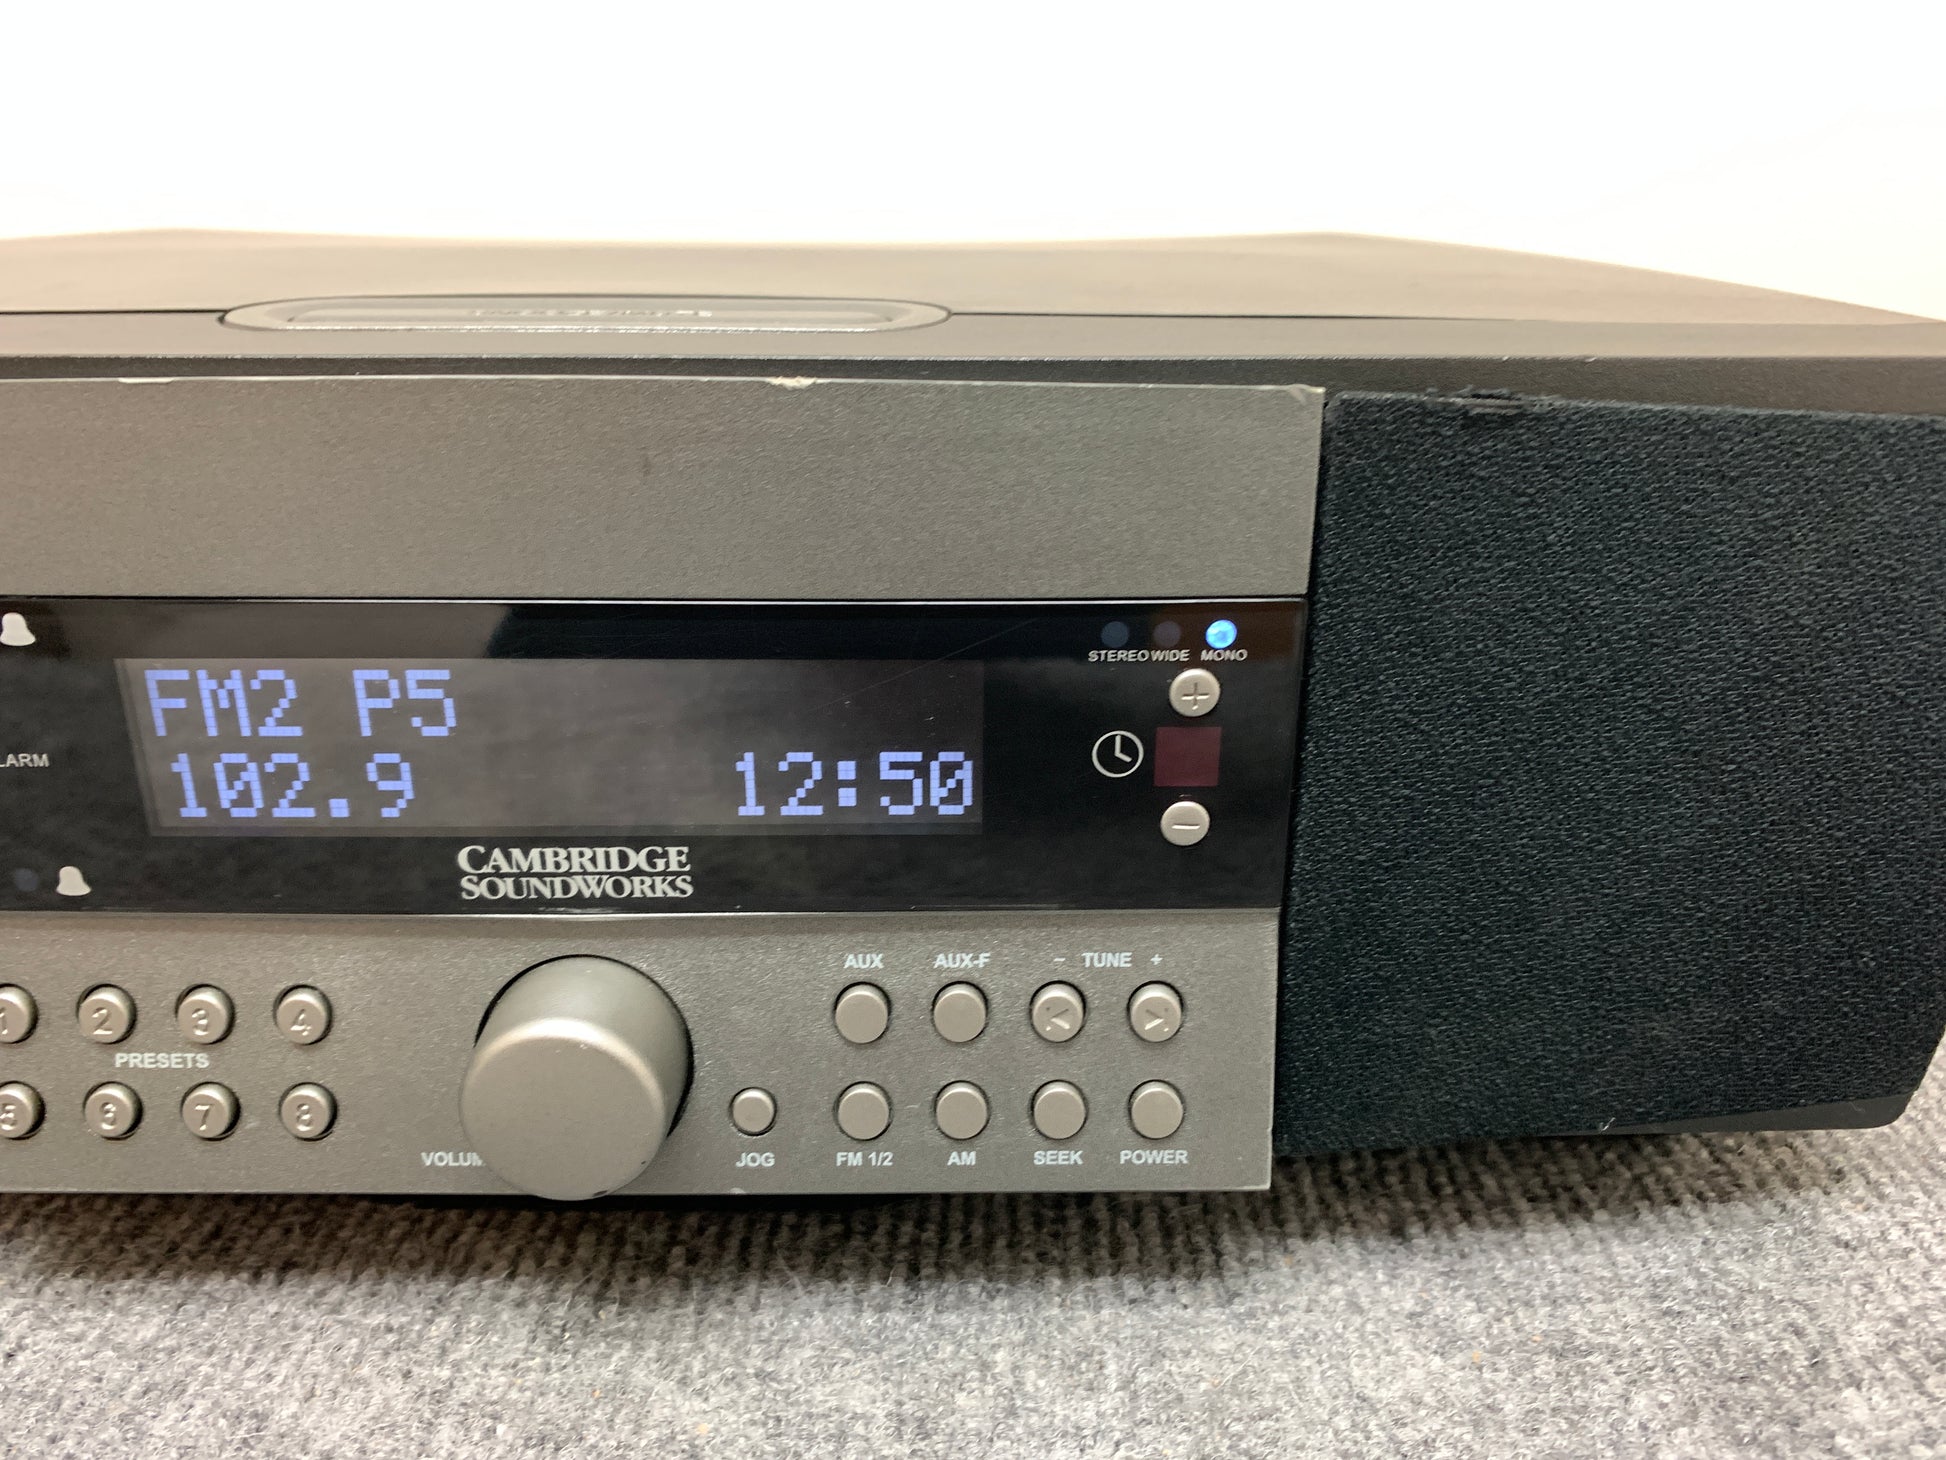 STEREO WIDE MONO
FM2 P5
+
LARM
102.9 12:50
−
CAMBRIDGE
SOUNDWORKS
AUX AUX-F − TUNE +
1 2 3 4 < >
PRESETS
5 6 7 8
VOLUM JOG FM 1/2 AM SEEK POWER